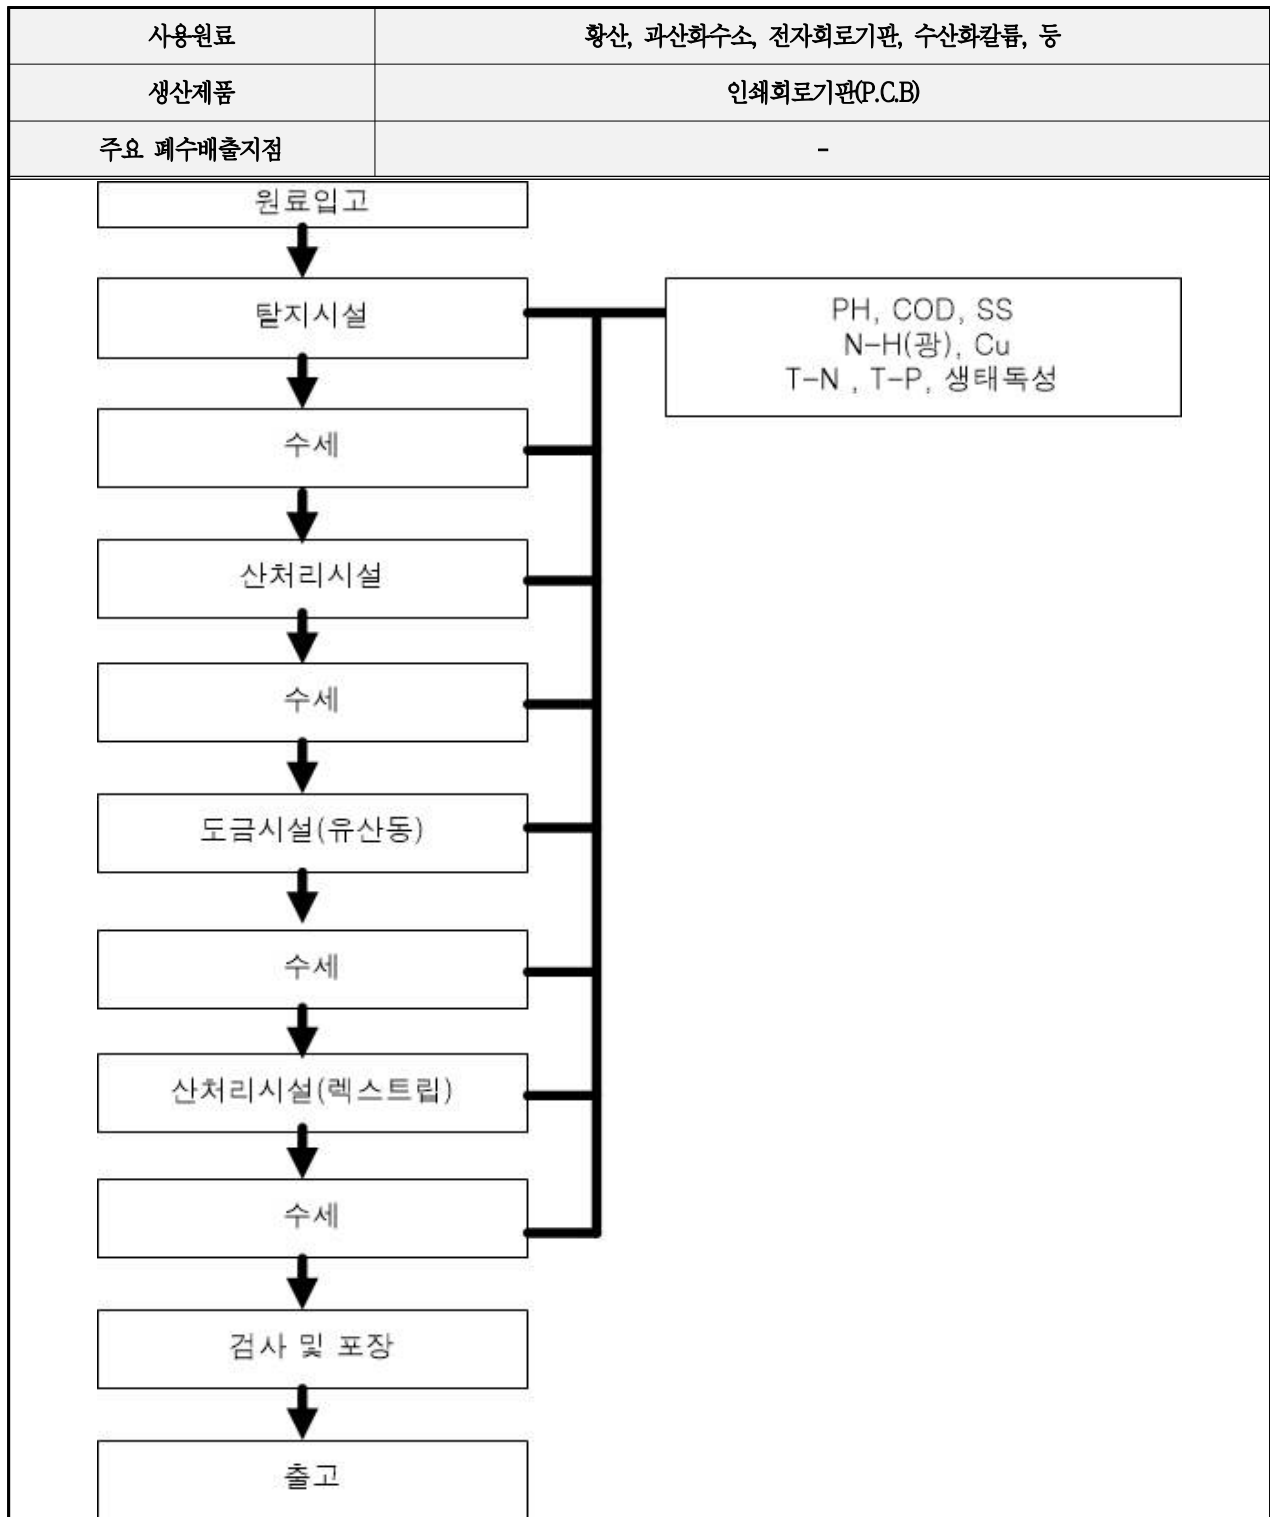 사용원료 황산, 과산화수소, 전자회로기판, 수산화칼륨, 등
생산제품 인쇄회로기판(P.C.B)
주요 폐수배출지점 -
원료입고
탈지시설
PH, COD, SS
N-H(광), Cu
T-N , T-P, 생태독성
수세
산처리시설
수세
도금시설(유산동)
수세
산처리시설(렉스트립)
수세
검사 및 포장
출고